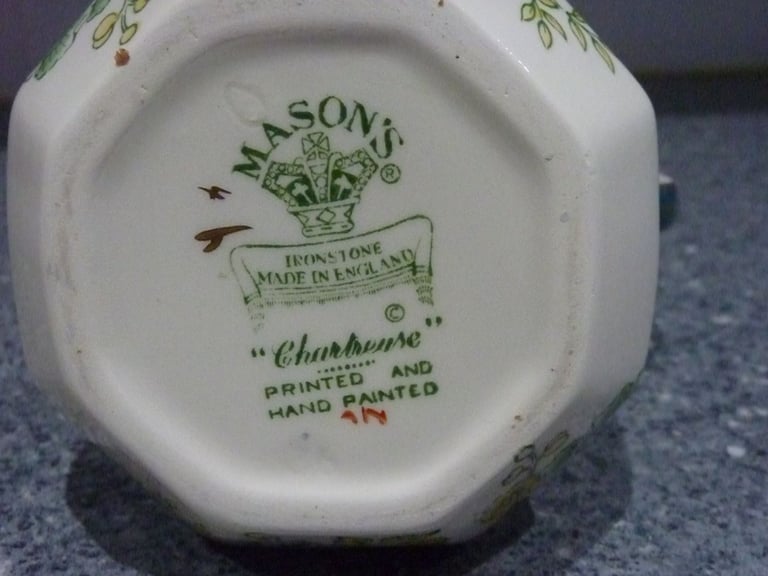 MASON'S ®
IRONSTONE
MADE IN ENGLAND
©
"Chartreuse"
PRINTED AND
HAND PAINTED